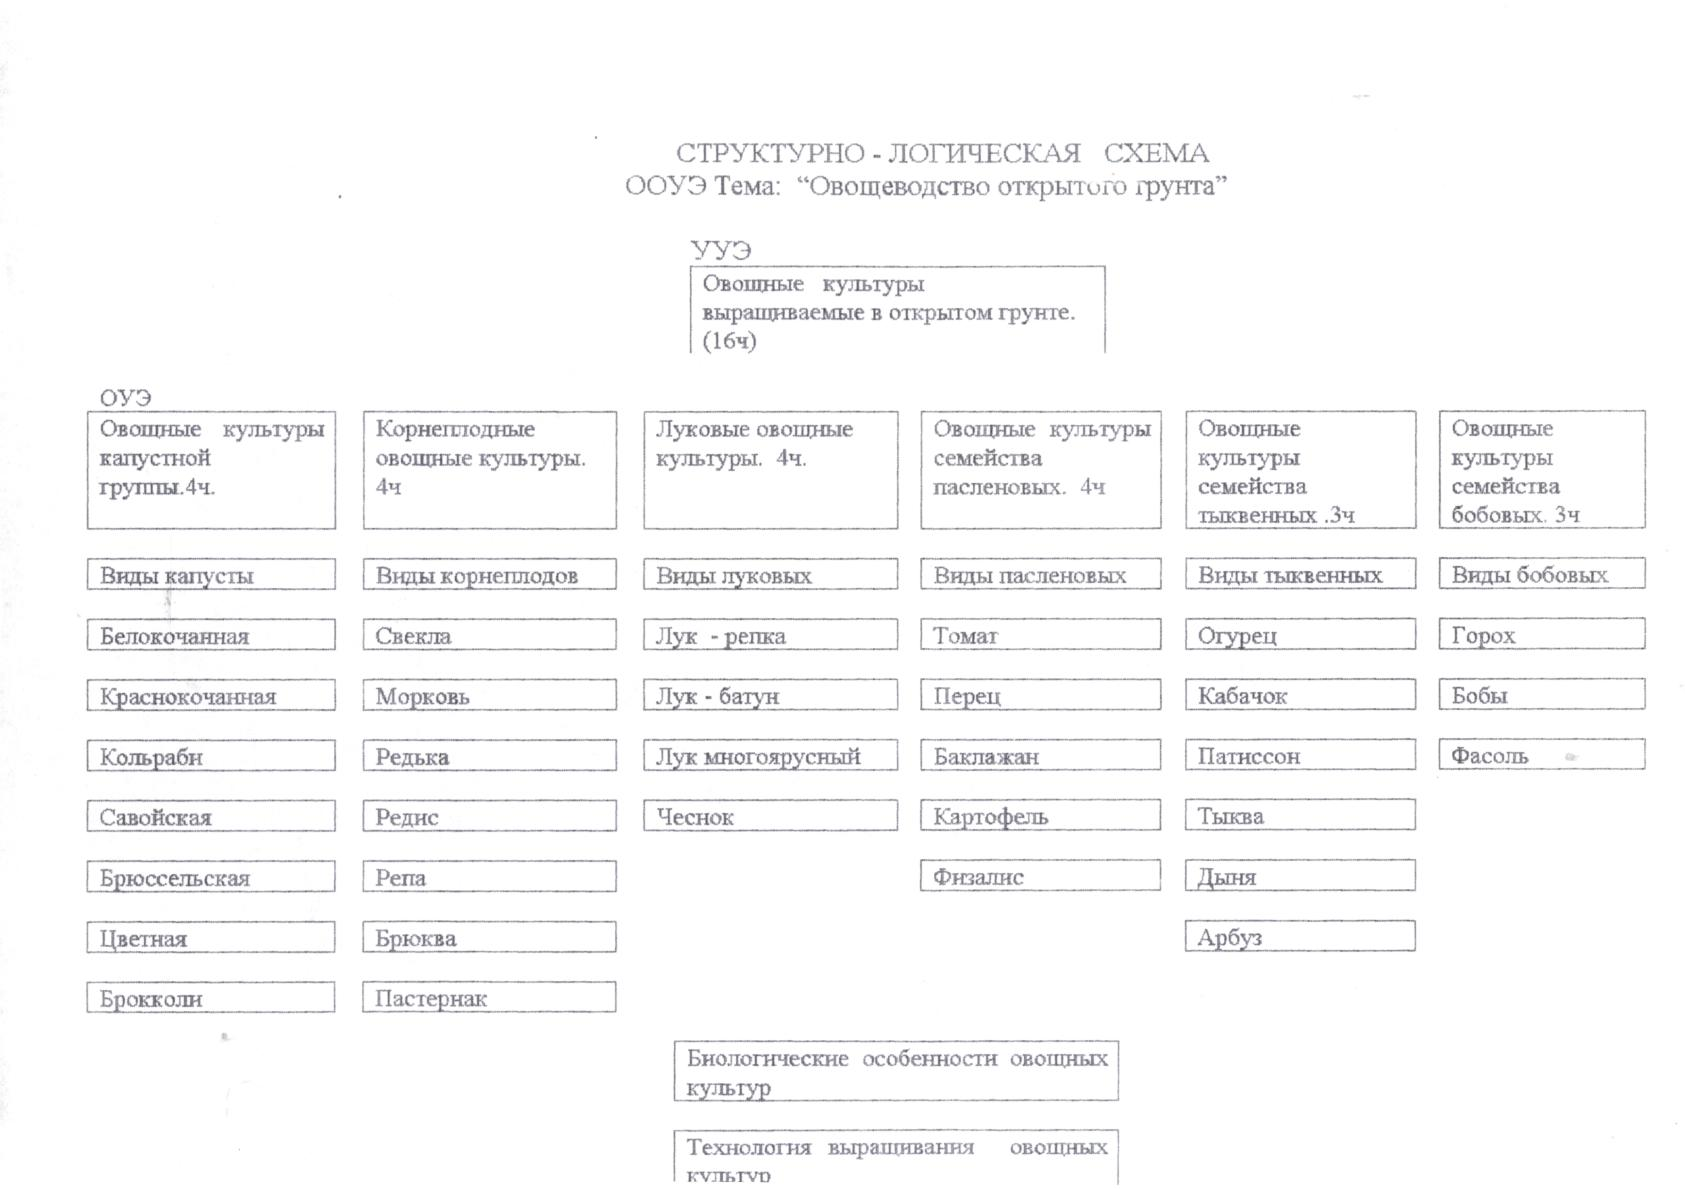 СТРУКТУРНО - ЛОГИЧЕСКАЯ СХЕМА
ООУЭ Тема: “Овощеводство открытого грунта”
УУЭ
Овощные культуры
выращиваемые в открытом грунте.
(16ч)
ОУЭ
Овощные культуры
капустной
группы.4ч.
Корнеплодные
овощные культуры.
4ч
Луковые овощные
культуры. 4ч.
Овощные культуры
семейства
пасленовых. 4ч
Овощные
культуры
семейства
тыквенных .3ч
Овощные
культуры
семейства
бобовых. 3ч
Виды капусты
Виды корнеплодов
Виды луковых
Виды пасленовых
Виды тыквенных
Виды бобовых
Белокочанная
Свекла
Лук - репка
Томат
Огурец
Горох
Краснокочанная
Морковь
Лук - батун
Перец
Кабачок
Бобы
Кольраби
Редька
Лук многоярусный
Баклажан
Патиссон
Фасоль
Савойская
Редис
Чеснок
Картофель
Тыква
Брюссельская
Репа
Физалис
Дыня
Цветная
Брюква
Арбуз
Брокколи
Пастернак
Биологические особенности овощных
культур
Технология выращивания овощных
культур